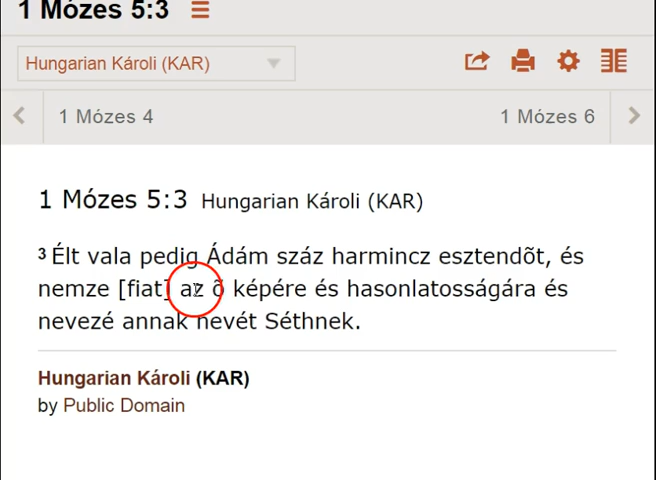 1 Mózes 5:3
Hungarian Károli (KAR)
1 Mózes 4
1 Mózes 6
1 Mózes 5:3 Hungarian Károli (KAR)
3 Élt vala pedig Ádám száz harmincz esztendõt, és
nemze [fiat] az õ képére és hasonlatosságára és
nevezé annak nevét Séthnek.
Hungarian Károli (KAR)
by Public Domain